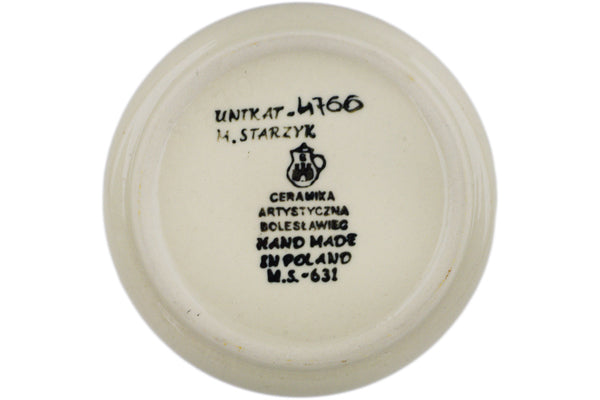 UNIKAT-4766
M. STARZYK
CERAMIKA
ARTYSTYCZNA
BOLESŁAWIEC
HAND MADE
IN POLAND
M.S.-631